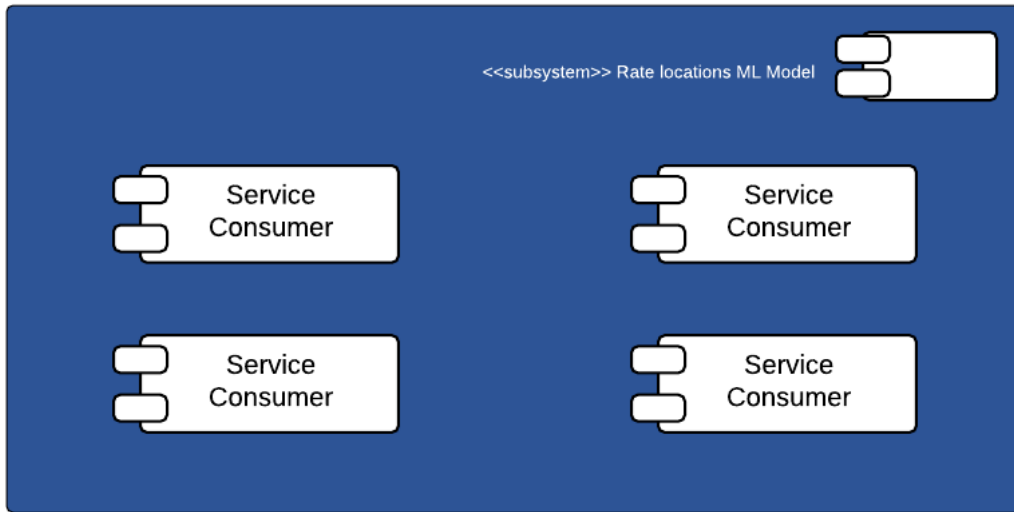 <<subsystem>> Rate locations ML Model
Service
Consumer
Service
Consumer
Service
Consumer
Service
Consumer